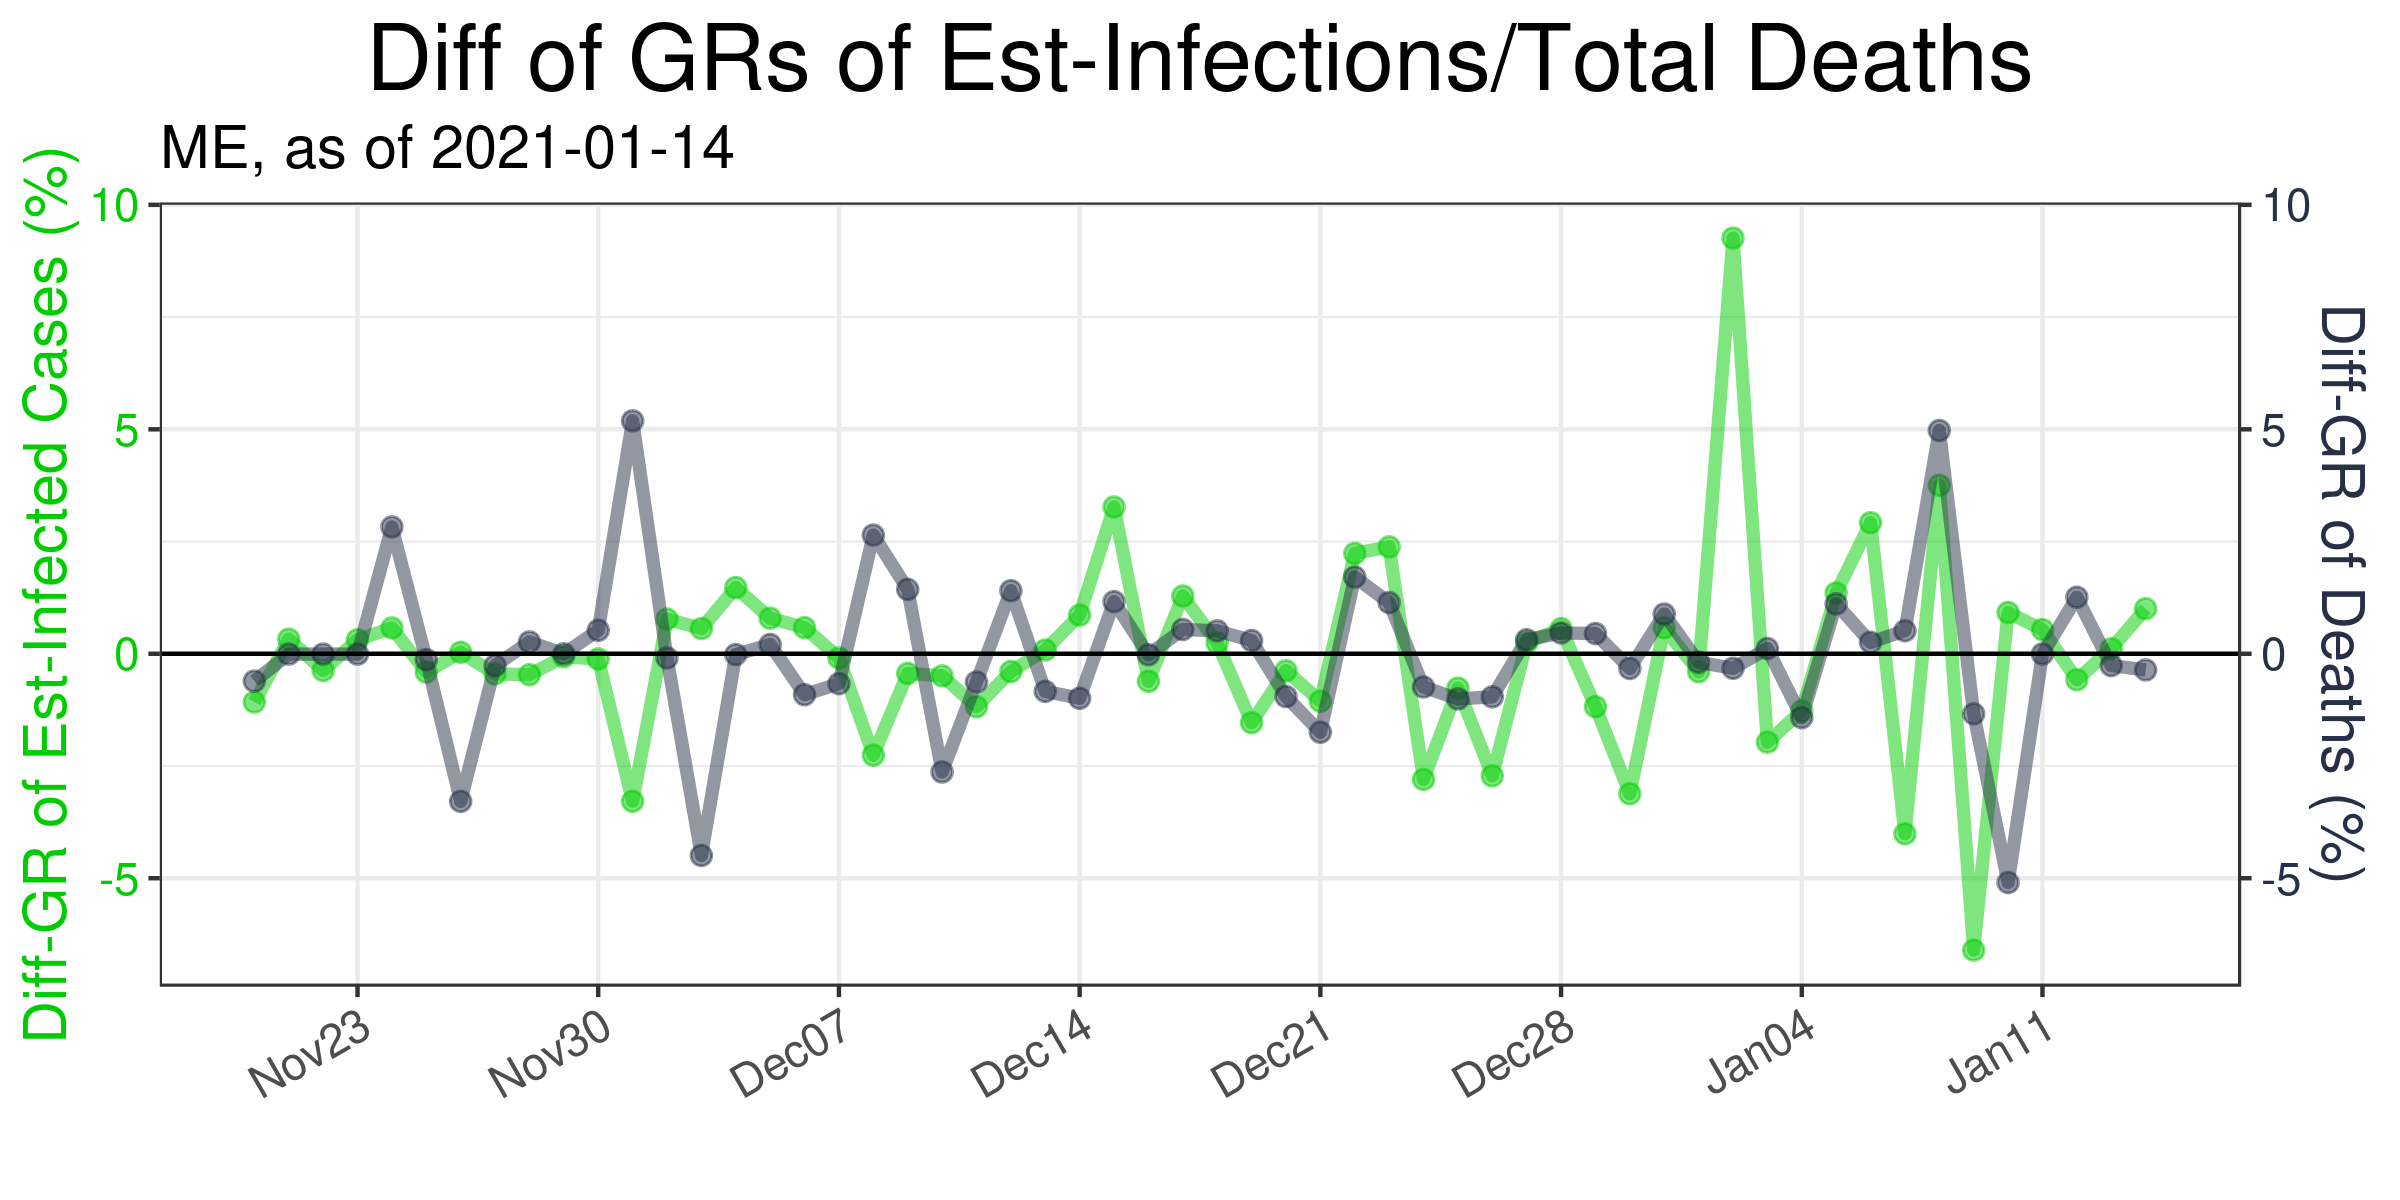 Diff of GRs of Est-Infections/Total Deaths
ME, as of 2021-01-14
Diff-GR of Est-Infected Cases (%)
10
5
0
-5
10
5
0
-5
Diff-GR of Deaths (%)
Nov23
Nov30
Dec07
Dec14
Dec21
Dec28
Jan04
Jan11